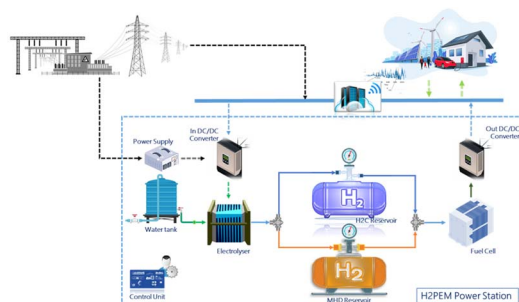 In DC/DC
Converter
Out DC/DC
Converter
Power Supply
H2
H2C Reservoir
Water tank
Electrolyser
Fuel Cell
H2
Control Unit
MHD Reservoir
H2PEM Power Station